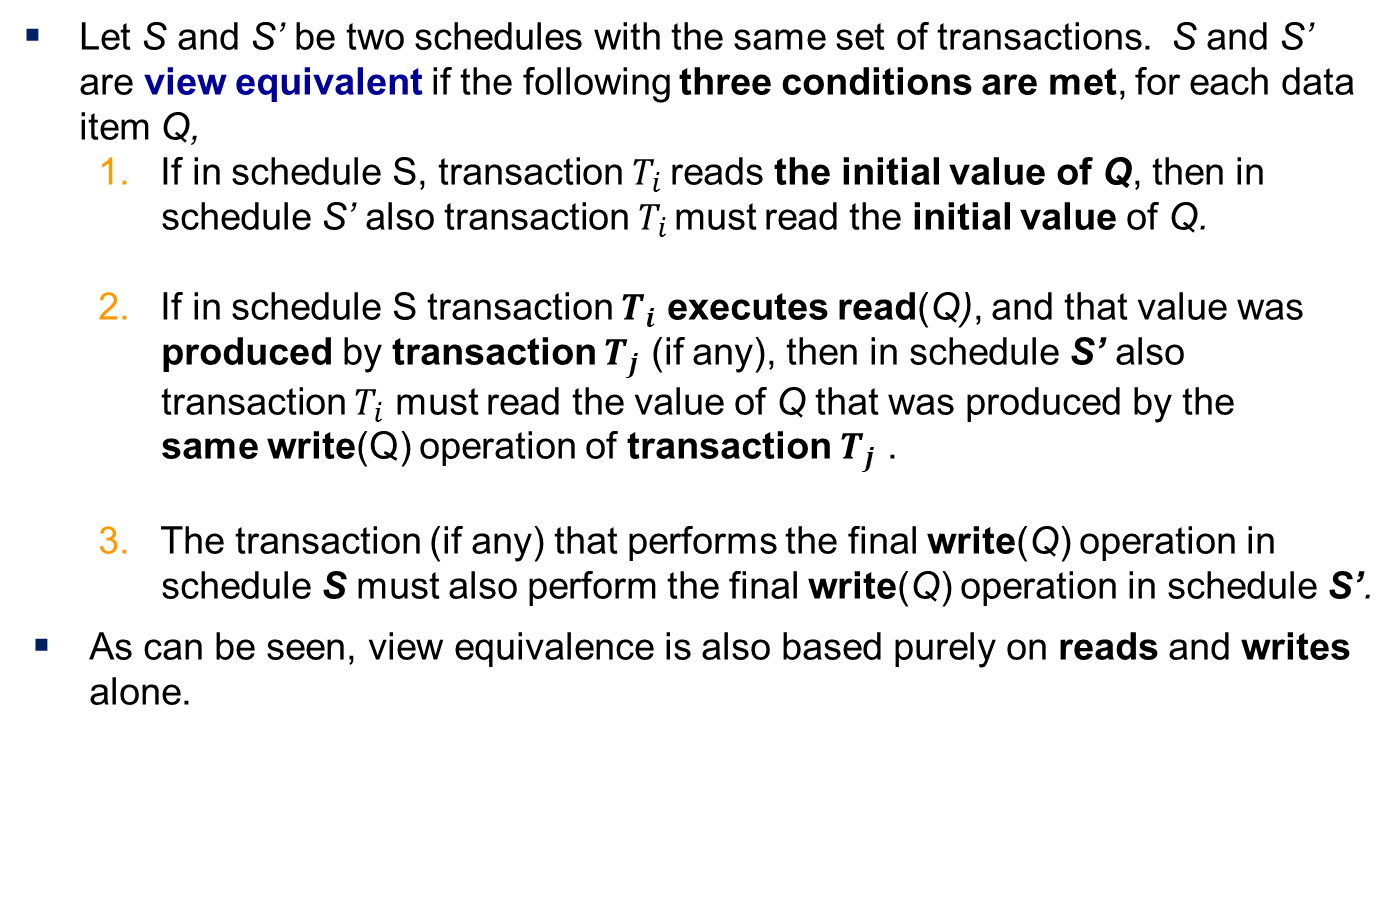 ▪ Let S and S’ be two schedules with the same set of transactions. S and S’
are view equivalent if the following three conditions are met, for each data
item Q,
1. If in schedule S, transaction Ti reads the initial value of Q, then in
schedule S’ also transaction Ti must read the initial value of Q.
2. If in schedule S transaction Ti executes read(Q), and that value was
produced by transaction Tj (if any), then in schedule S’ also
transaction Ti must read the value of Q that was produced by the
same write(Q) operation of transaction Tj .
3. The transaction (if any) that performs the final write(Q) operation in
schedule S must also perform the final write(Q) operation in schedule S’.
▪ As can be seen, view equivalence is also based purely on reads and writes
alone.